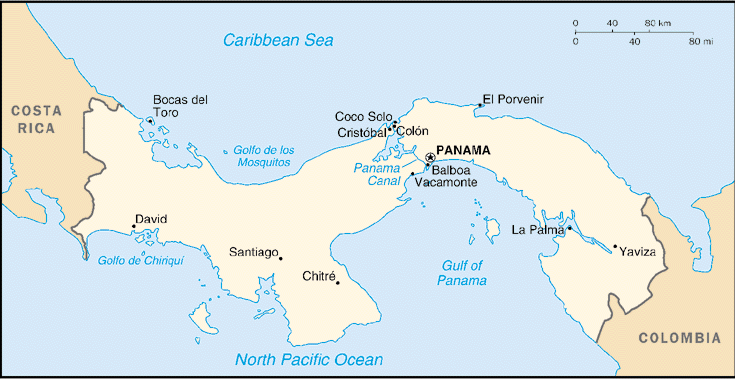 0 40 80 km
0 40 80 mi
Caribbean Sea
COSTA
RICA
Bocas del
Toro
El Porvenir
Coco Solo
Cristóbal
Colón
Golfo de los
Mosquitos
PANAMA
Panama
Canal
Balboa
Vacamonte
David
La Palma
Yaviza
Golfo de Chiriquí
Santiago
Chitré
Gulf of
Panama
COLOMBIA
North Pacific Ocean